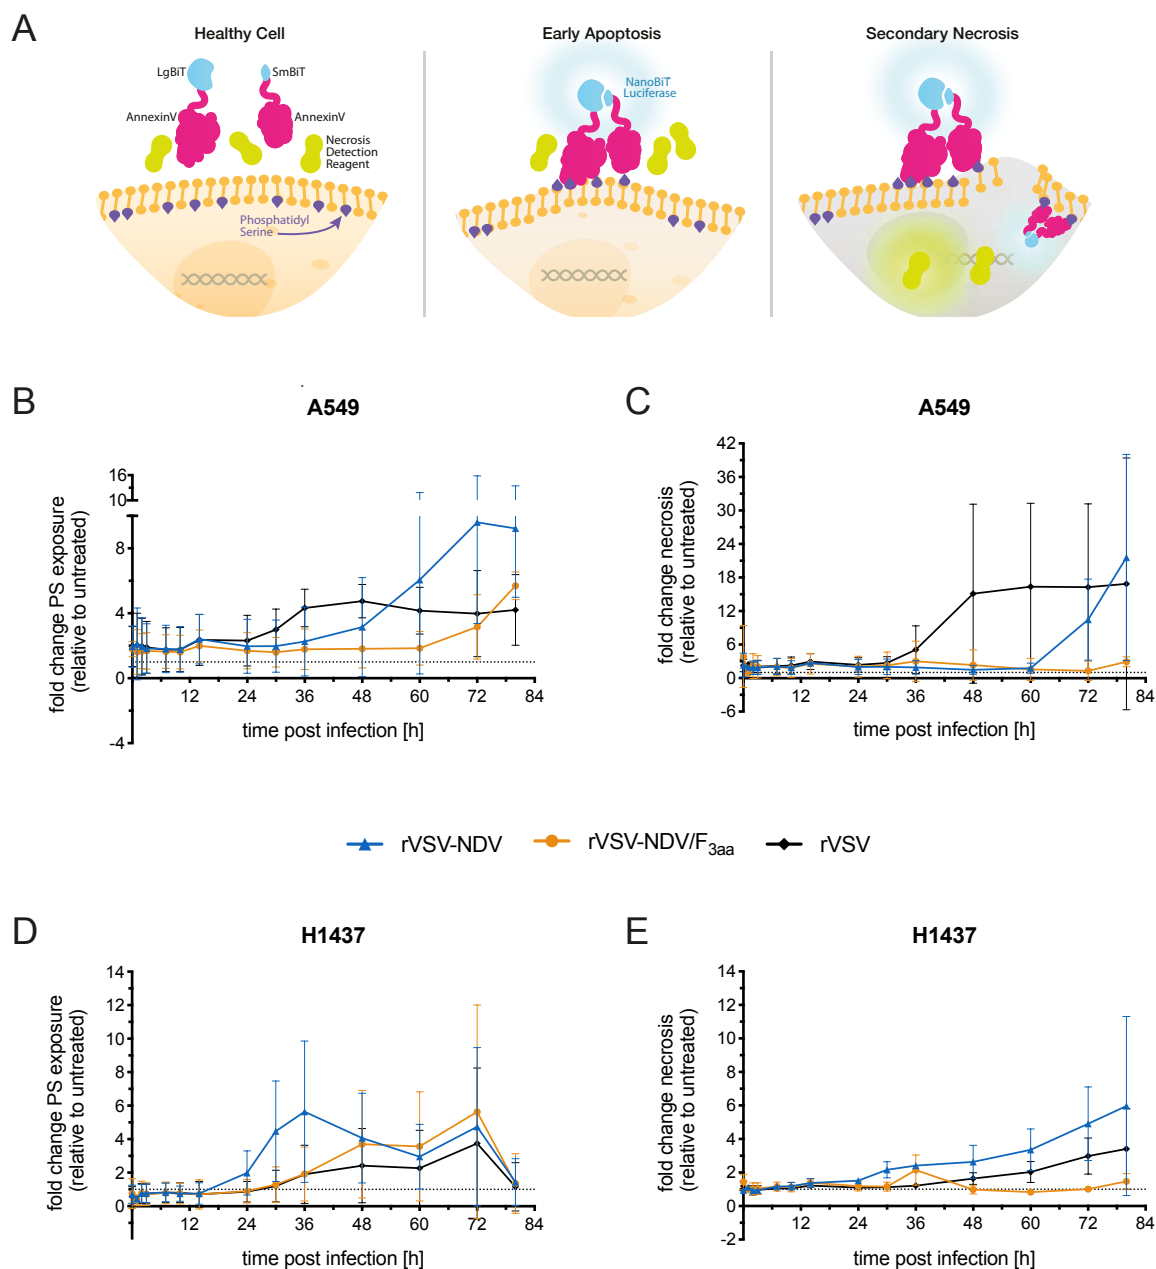 A
Healthy Cell
Early Apoptosis
Secondary Necrosis
LgBiT
SmBiT
AnnexinV
AnnexinV
Necrosis
Detection
Reagent
Phosphatidyl
Serine
NanoBiT
Luciferase
B
A549
fold change PS exposure
(relative to untreated)
16
10
8
4
0
-4
12 24 36 48 60 72 84
time post infection [h]
C
A549
fold change necrosis
(relative to untreated)
42
36
30
24
18
12
6
0
-6
12 24 36 48 60 72 84
time post infection [h]
rVSV-NDV
rVSV-NDV/F3aa
rVSV
D
H1437
fold change PS exposure
(relative to untreated)
14
12
10
8
6
4
2
0
12 24 36 48 60 72 84
time post infection [h]
E
H1437
fold change necrosis
(relative to untreated)
14
12
10
8
6
4
2
0
-2
12 24 36 48 60 72 84
time post infection [h]